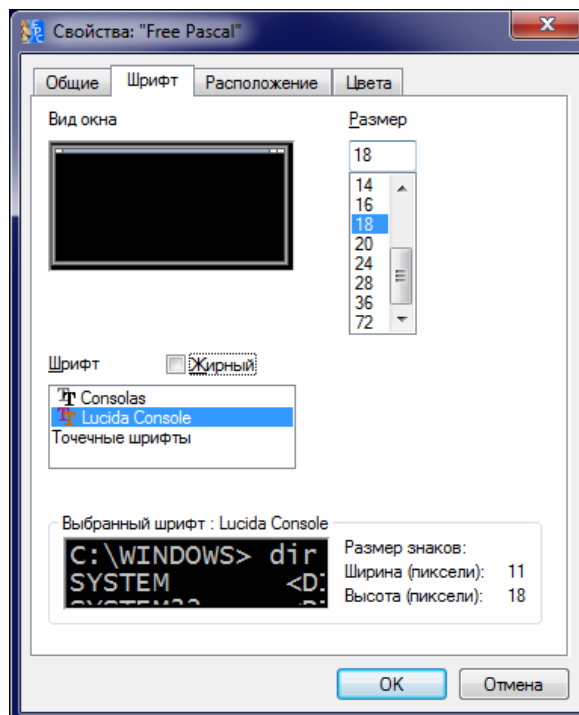 Свойства: "Free Pascal"
Общие Шрифт Расположение Цвета
Вид окна
Размер
18
14
16
18
20
24
28
36
72
Шрифт Жирный
Consolas
Lucida Console
Точечные шрифты
Выбранный шрифт : Lucida Console
C:\WINDOWS> dir
SYSTEM <D
Размер знаков:
Ширина (пиксели): 11
Высота (пиксели): 18
OK Отмена